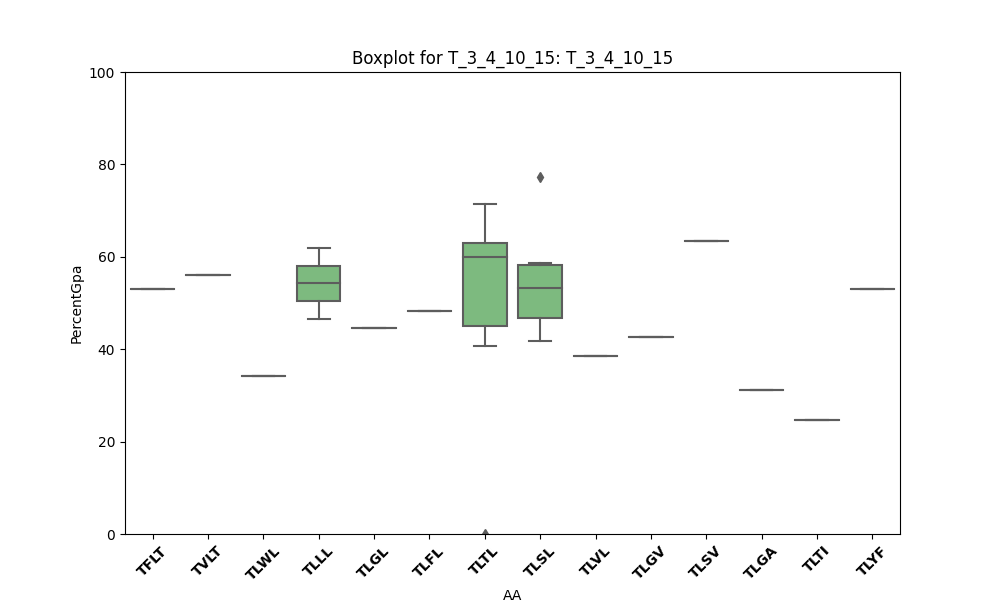 Boxplot for T_3_4_10_15: T_3_4_10_15
100
80
60
40
20
0
PercentGpa
TFLT TVLT TLWL TLLL TLGL TLFL TLTL TLSL TLVL TLGV TLSV TLGA TLTI TLYF
AA